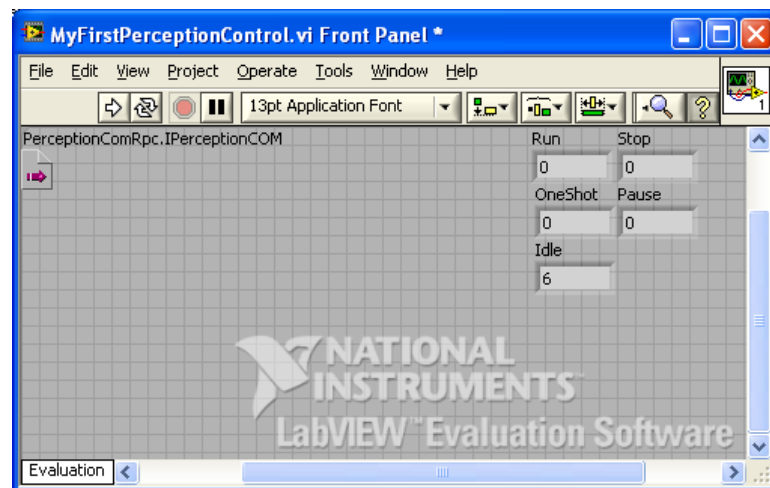 MyFirstPerceptionControl.vi Front Panel *
File Edit View Project Operate Tools Window Help
13pt Application Font
1
PerceptionComRpc.IPerceptionCOM
Run Stop
0 0
OneShot Pause
0 0
Idle
6
NATIONAL
INSTRUMENTS
LabVIEW™ Evaluation Software
Evaluation